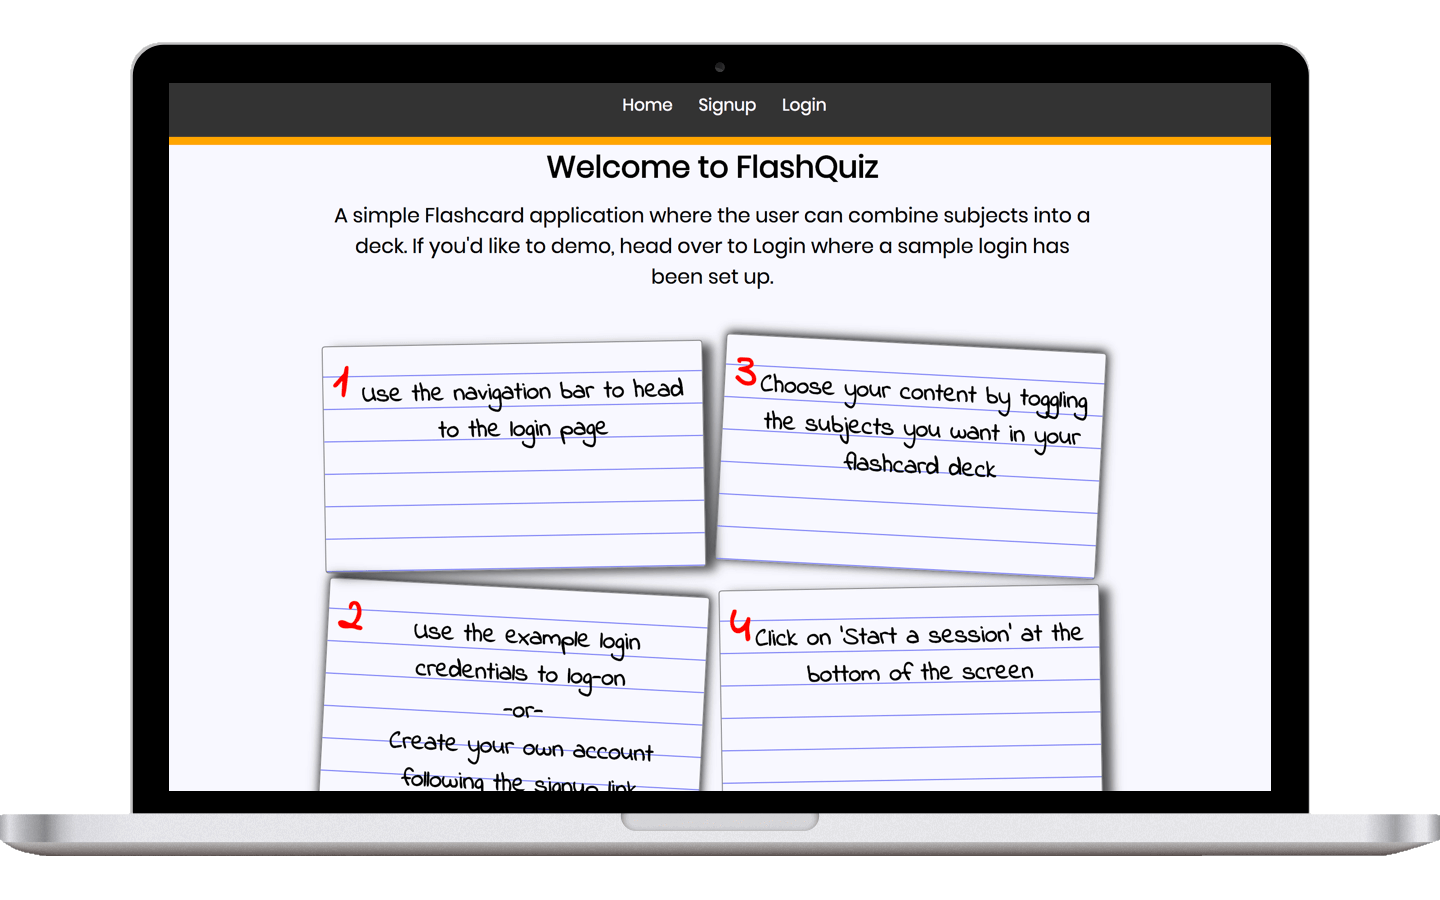 Home Signup Login
Welcome to FlashQuiz
A simple Flashcard application where the user can combine subjects into a
deck. If you'd like to demo, head over to Login where a sample login has
been set up.
1
Use the navigation bar to head
to the login page
2
Use the example login
credentials to log-on
-or-
Create your own account
following the signup link
3
Choose your content by toggling
the subjects you want in your
flashcard deck
4
Click on 'Start a session' at the
bottom of the screen